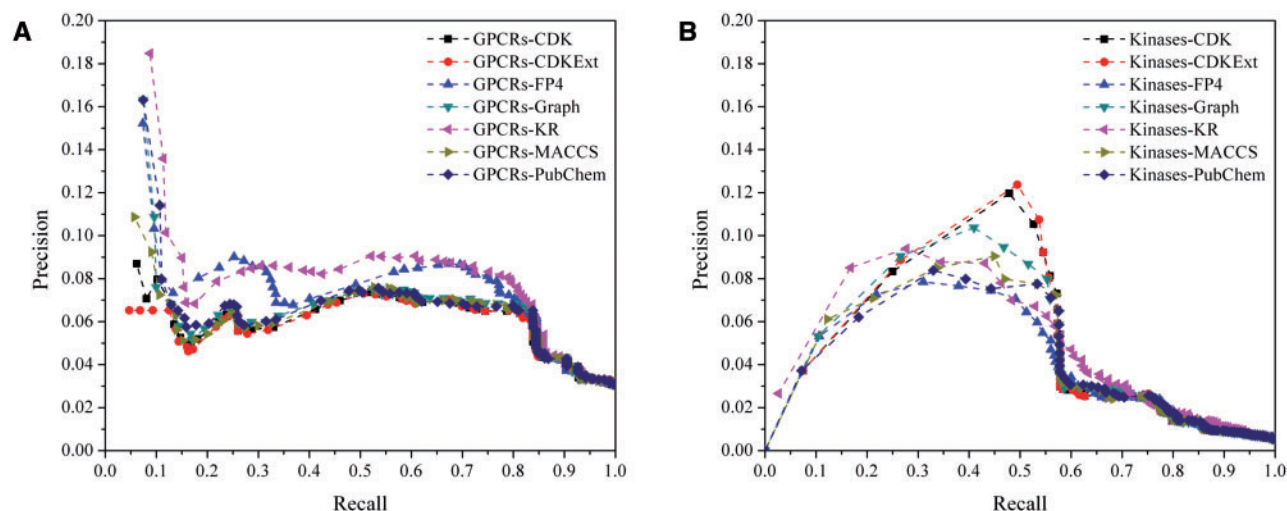 A
0.20
0.18
0.16
0.14
0.12
0.10
0.08
0.06
0.04
0.02
0.00
Precision
0.0 0.1 0.2 0.3 0.4 0.5 0.6 0.7 0.8 0.9 1.0
Recall
GPCRs-CDK
GPCRs-CDKExt
GPCRs-FP4
GPCRs-Graph
GPCRs-KR
GPCRs-MACCS
GPCRs-PubChem
B
0.20
0.18
0.16
0.14
0.12
0.10
0.08
0.06
0.04
0.02
0.00
Precision
0.0 0.1 0.2 0.3 0.4 0.5 0.6 0.7 0.8 0.9 1.0
Recall
Kinases-CDK
Kinases-CDKExt
Kinases-FP4
Kinases-Graph
Kinases-KR
Kinases-MACCS
Kinases-PubChem